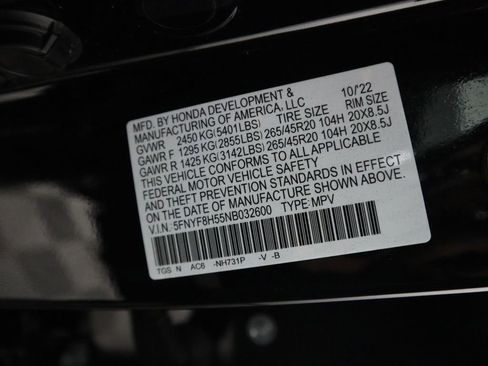 MFD. BY HONDA DEVELOPMENT & 10/'22
MANUFACTURING OF AMERICA, LLC
GVWR 2450 KG(5401LBS) TIRE SIZE RIM SIZE
GAWR F 1295 KG(2855LBS) 265/45R20 104H 20X8.5J
GAWR R 1425 KG(3142LBS) 265/45R20 104H 20X8.5J
THIS VEHICLE CONFORMS TO ALL APPLICABLE
FEDERAL MOTOR VEHICLE SAFETY
AND THEFT PREVENTION STANDARDS IN EFFECT
ON THE DATE OF MANUFACTURE SHOWN ABOVE.
V.I.N.:5FNYF8H55NB032600 TYPE: MPV
TGS N AC6 -NH731P -V -B